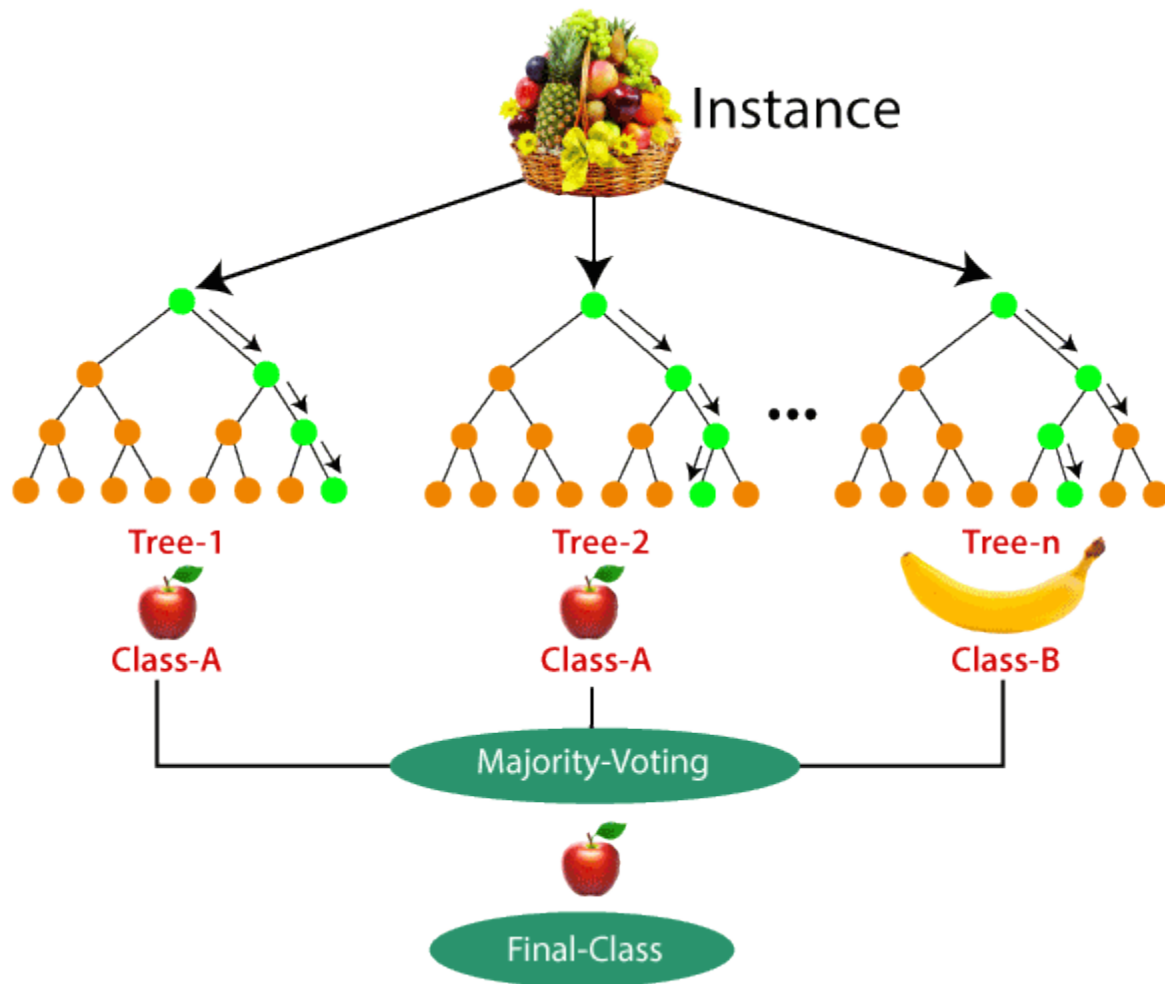 Instance
Tree-1
Tree-2
Tree-n
Class-A
Class-A
Class-B
Majority-Voting
Final-Class